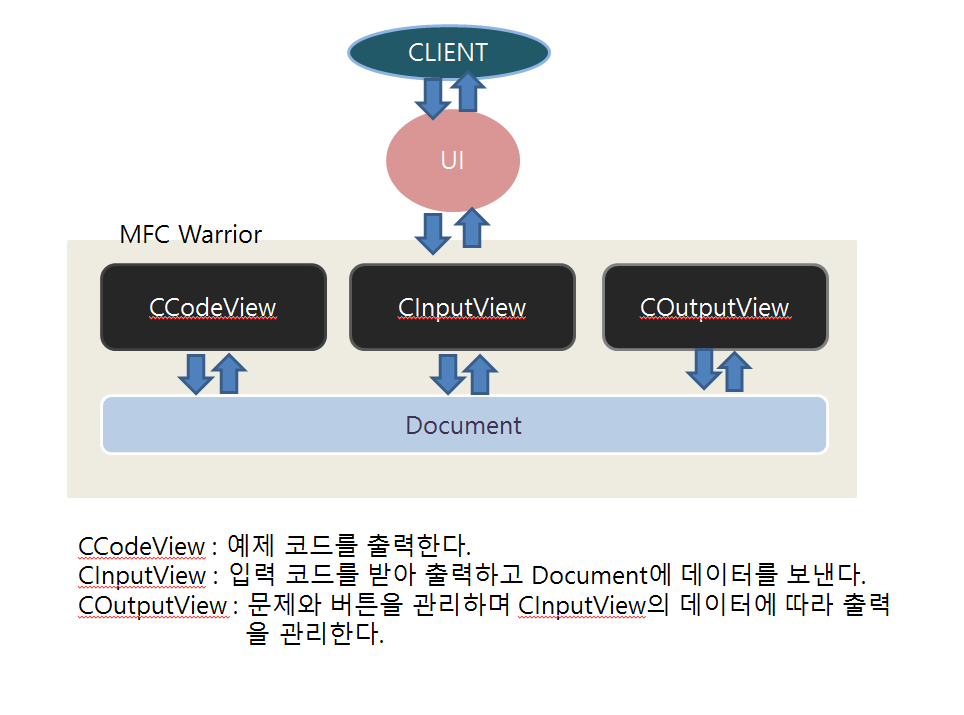 CLIENT
UI
MFC Warrior
CCodeView
CInputView
COutputView
Document
CCodeView : 예제 코드를 출력한다.
CInputView : 입력 코드를 받아 출력하고 Document에 데이터를 보낸다.
COutputView : 문제와 버튼을 관리하며 CInputView의 데이터에 따라 출력
을 관리한다.